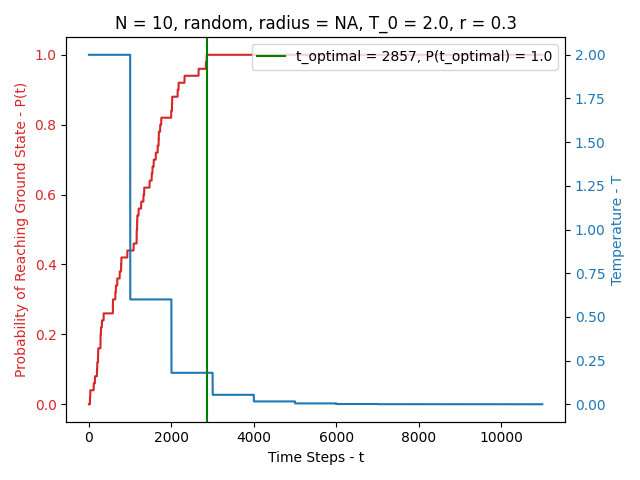 N = 10, random, radius = NA, T_0 = 2.0, r = 0.3
t_optimal = 2857, P(t_optimal) = 1.0
Probability of Reaching Ground State - P(t)
1.0
0.8
0.6
0.4
0.2
0.0
2.00
1.75
1.50
1.25
1.00
0.75
0.50
0.25
0.00
Temperature - T
0 2000 4000 6000 8000 10000
Time Steps - t